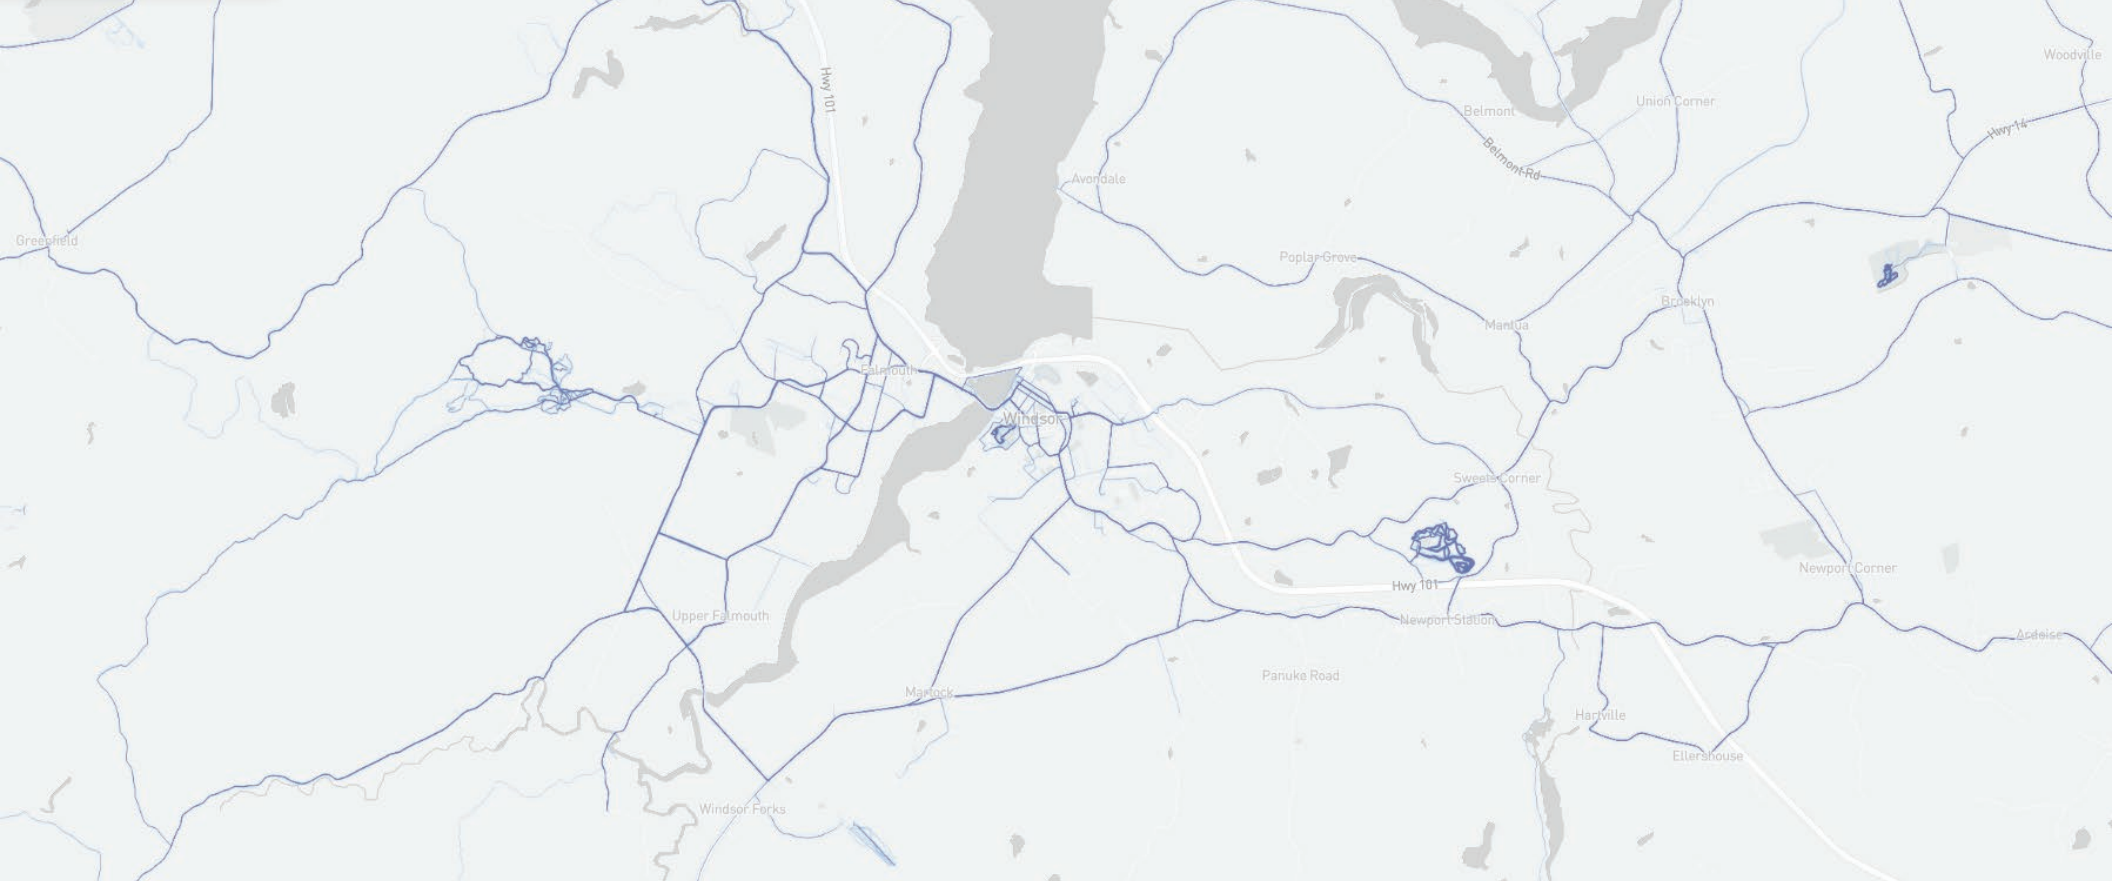 Woodville
Hwy 101
Union Corner
Belmont
Hwy 14
Belmont Rd
Avondale
Greenfield
Poplar Grove
Brooklyn
Mantua
Falmouth
Windsor
Sweets Corner
Newport Corner
Hwy 101
Upper Falmouth
Newport Station
Ardoise
Panuke Road
Martock
Hartville
Ellershouse
Windsor Forks